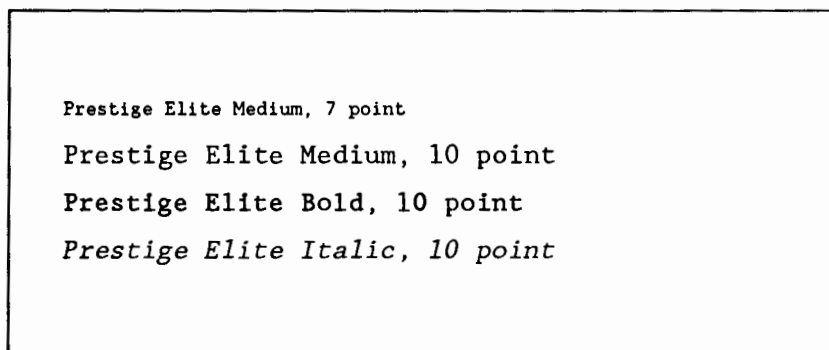 Prestige Elite Medium, 7 point
Prestige Elite Medium, 10 point
Prestige Elite Bold, 10 point
Prestige Elite Italic, 10 point